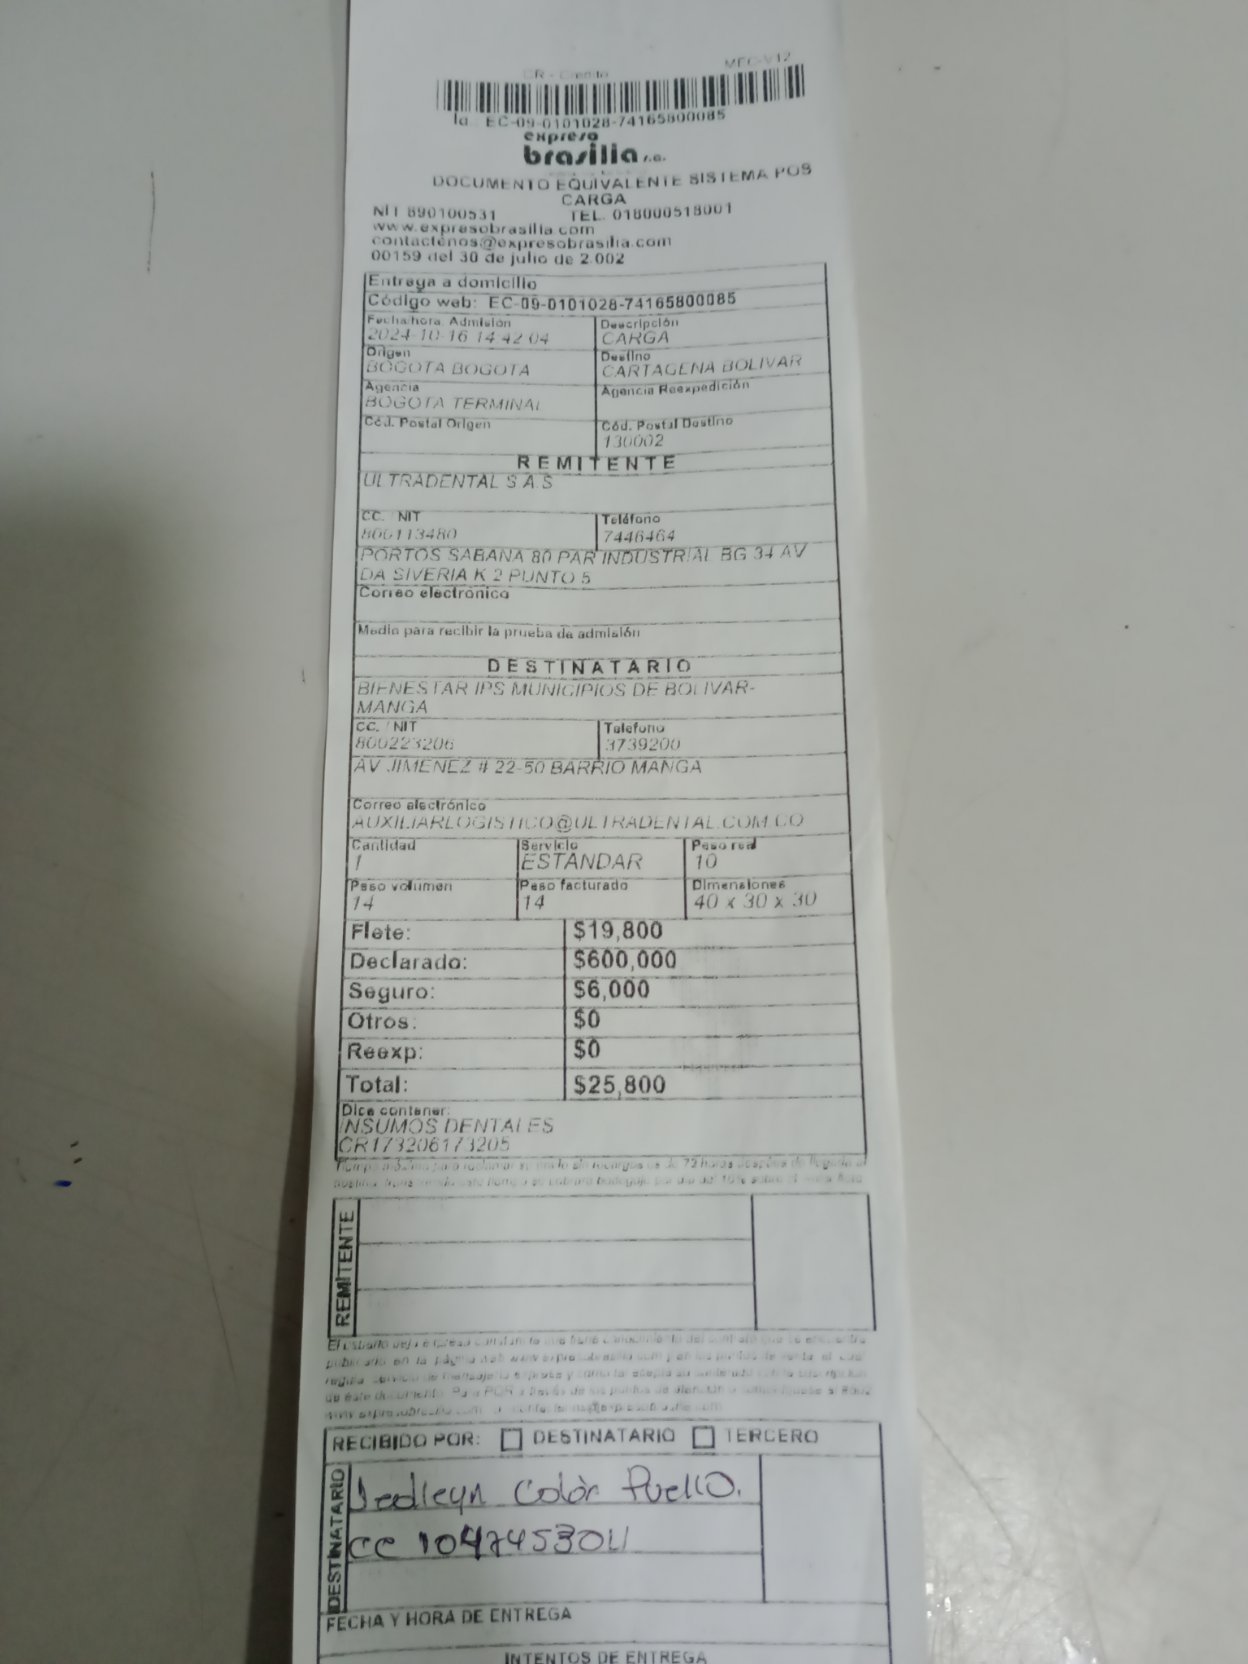 CR - Credito MEC-V12
Id. EC-09-0101028-74165800085
expreso
brasilia s.a.
DOCUMENTO EQUIVALENTE SISTEMA POS
CARGA
NIT 890100531 TEL. 018000518001
www.expresobrasilia.com
contactenos@expresobrasilia.com
00159 del 30 de julio de 2.002
Entrega a domicilio
Código web: EC-09-0101028-74165800085
Fecha/hora Admisión Descripción
2024-10-16 14 42 04 CARGA
Origen Destino
BOGOTA BOGOTA CARTAGENA BOLIVAR
Agencia Agencia Reexpedición
BOGOTA TERMINAL
Cód. Postal Origen Cód. Postal Destino
130002
REMITENTE
ULTRADENTAL S A S
CC. / NIT Teléfono
800113480 7446464
PORTOS SABANA 80 PAR INDUSTRIAL BG 34 AV
DA SIVERIA K 2 PUNTO 5
Correo electrónico
Medio para recibir la prueba de admisión
DESTINATARIO
BIENESTAR IPS MUNICIPIOS DE BOLIVAR-
MANGA
CC. / NIT Telefono
800223206 3739200
AV JIMENEZ # 22-50 BARRIO MANGA
Correo electrónico
AUXILIARLOGISTICO@ULTRADENTAL.COM.CO
Cantidad Servicio Peso real
1 ESTANDAR 10
Peso volumen Peso facturado Dimensiones
14 14 40 x 30 x 30
Flete: $19,800
Declarado: $600,000
Seguro: $6,000
Otros: $0
Reexp: $0
Total: $25,800
Dice contener:
INSUMOS DENTALES
CR173206173205
REMITENTE
RECIBIDO POR: DESTINATARIO TERCERO
DESTINATARIO
Colòn Puello.
CC
FECHA Y HORA DE ENTREGA
INTENTOS DE ENTREGA